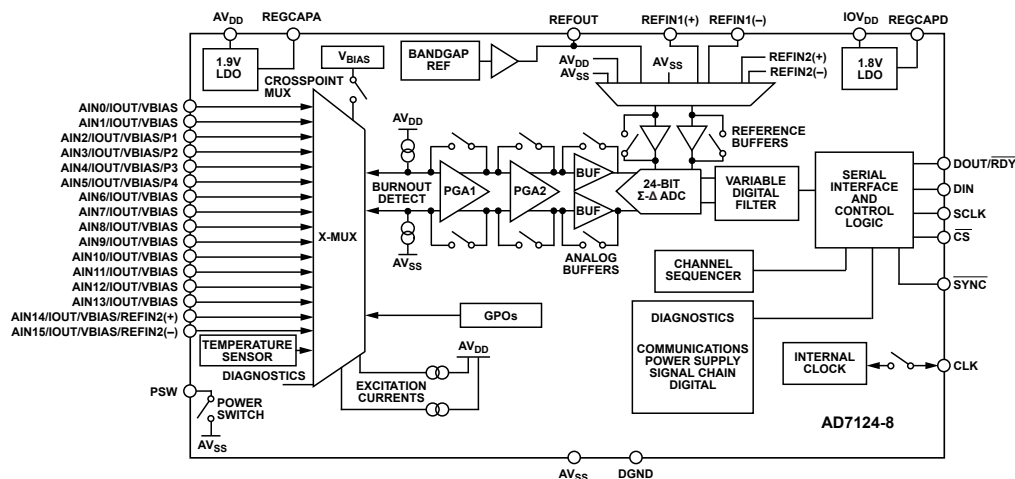 AVDD
REGCAPA
REFOUT
REFIN1(+)
REFIN1(–)
IOVDD
REGCAPD
1.9V
LDO
VBIAS
CROSSPOINT
MUX
BANDGAP
REF
AVDD
AVSS
AVSS
REFIN2(+)
REFIN2(–)
1.8V
LDO
AIN0/IOUT/VBIAS
AIN1/IOUT/VBIAS
AIN2/IOUT/VBIAS/P1
AIN3/IOUT/VBIAS/P2
AIN4/IOUT/VBIAS/P3
AIN5/IOUT/VBIAS/P4
AIN6/IOUT/VBIAS
AIN7/IOUT/VBIAS
AIN8/IOUT/VBIAS
AIN9/IOUT/VBIAS
AIN10/IOUT/VBIAS
AIN11/IOUT/VBIAS
AIN12/IOUT/VBIAS
AIN13/IOUT/VBIAS
AIN14/IOUT/VBIAS/REFIN2(+)
AIN15/IOUT/VBIAS/REFIN2(–)
X-MUX
AVDD
BURNOUT
DETECT
AVSS
PGA1
PGA2
BUF
BUF
ANALOG
BUFFERS
REFERENCE
BUFFERS
24-BIT
Σ-Δ ADC
VARIABLE
DIGITAL
FILTER
SERIAL
INTERFACE
AND
CONTROL
LOGIC
DOUT/RDY
DIN
SCLK
CS
SYNC
CHANNEL
SEQUENCER
GPOs
DIAGNOSTICS
COMMUNICATIONS
POWER SUPPLY
SIGNAL CHAIN
DIGITAL
TEMPERATURE
SENSOR
DIAGNOSTICS
EXCITATION
CURRENTS
AVDD
INTERNAL
CLOCK
CLK
PSW
POWER
SWITCH
AVSS
AD7124-8
AVSS
DGND